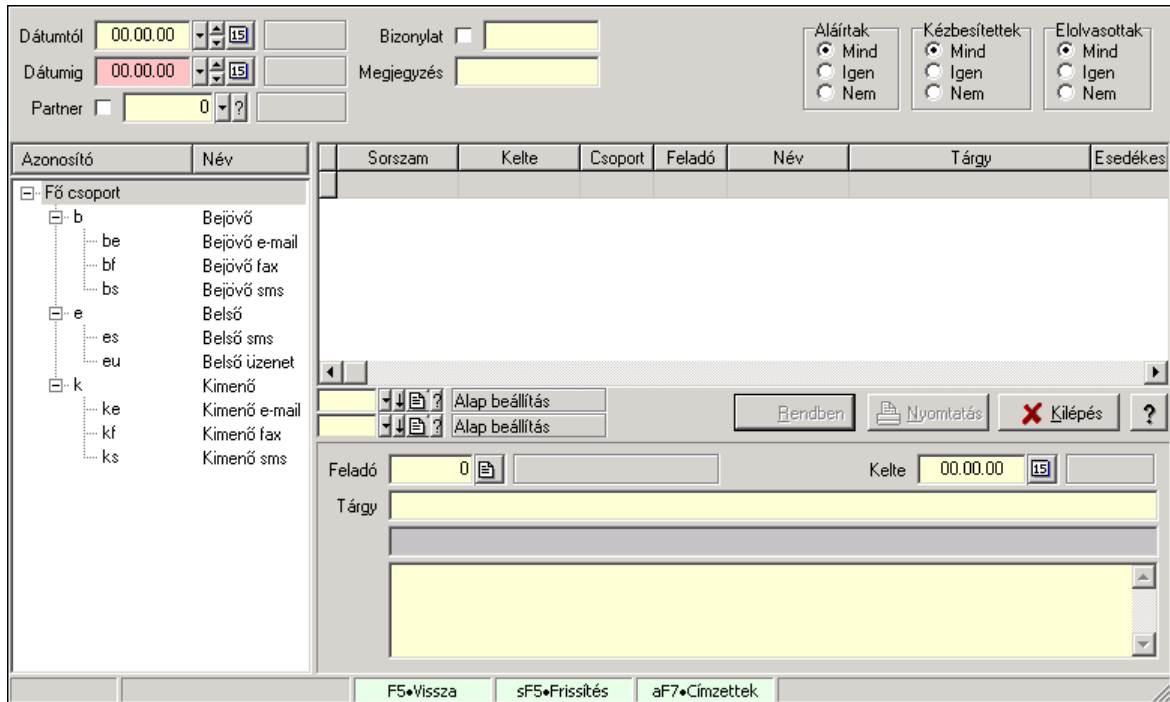 Dátumtól 00.00.00 15
Bizonylat
Dátumig 00.00.00 15
Megjegyzés
Partner 0 ?
Aláírtak
Mind
Igen
Nem
Kézbesítettek
Mind
Igen
Nem
Elolvasottak
Mind
Igen
Nem
Azonosító Név
Fő csoport
b Bejövő
be Bejövő e-mail
bf Bejövő fax
bs Bejövő sms
e Belső
es Belső sms
eu Belső üzenet
k Kimenő
ke Kimenő e-mail
kf Kimenő fax
ks Kimenő sms
Sorszam Kelte Csoport Feladó Név Tárgy Esedékes
? Alap beállítás
? Alap beállítás
Rendben Nyomtatás Kilépés ?
Feladó 0 Kelte 00.00.00 15
Tárgy
F5•Vissza sF5•Frissítés aF7•Címzettek